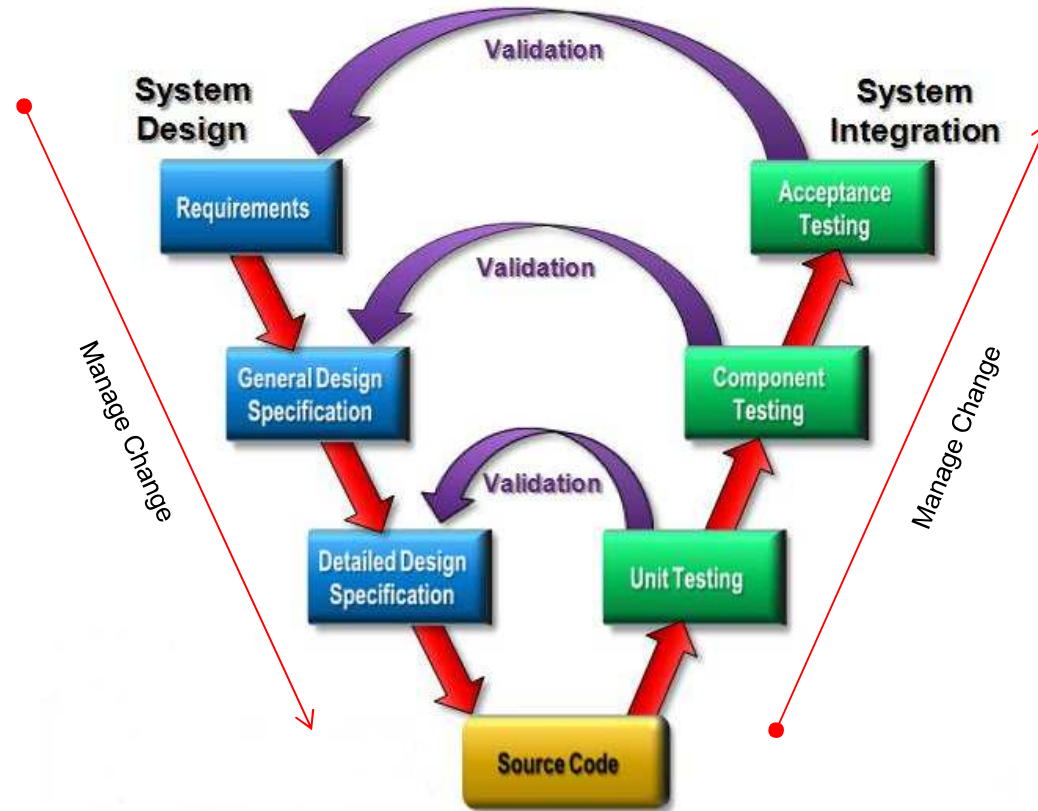 Validation
System
Design
System
Integration
Requirements
Acceptance
Testing
Validation
Manage Change
General Design
Specification
Component
Testing
Manage Change
Validation
Detailed Design
Specification
Unit Testing
Source Code